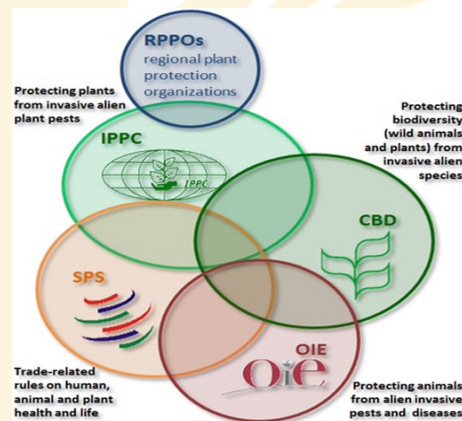 RPPOs
regional plant
protection
organizations
Protecting plants
from invasive alien
plant pests
IPPC
IPPC
Protecting
biodiversity
(wild animals
and plants) from
invasive alien
species
CBD
SPS
OIE
oie
Trade-related
rules on human,
animal and plant
health and life
Protecting animals
from alien invasive
pests and diseases